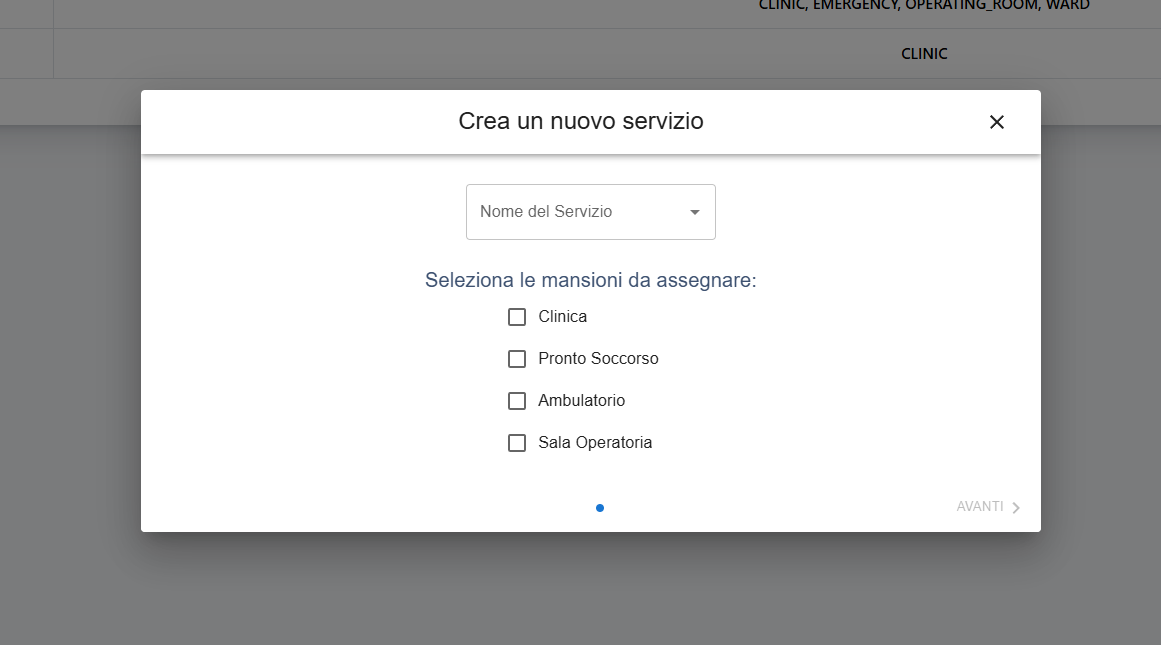 CLINIC, EMERGENCY, OPERATING_ROOM, WARD
CLINIC
Crea un nuovo servizio
Nome del Servizio
Seleziona le mansioni da assegnare:
Clinica
Pronto Soccorso
Ambulatorio
Sala Operatoria
AVANTI